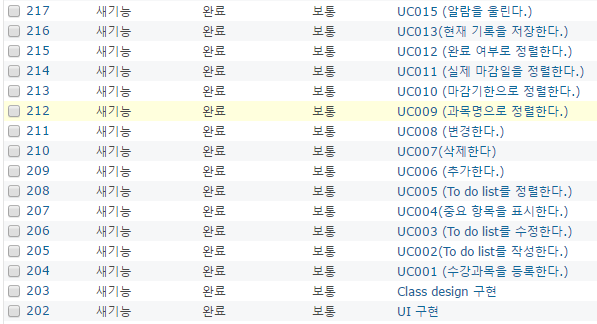 217 새기능 완료 보통 UC015 (알람을 울린다.)
216 새기능 완료 보통 UC013(현재 기록을 저장한다.)
215 새기능 완료 보통 UC012 (완료 여부로 정렬한다.)
214 새기능 완료 보통 UC011 (실제 마감일을 정렬한다.)
213 새기능 완료 보통 UC010 (마감기한으로 정렬한다.)
212 새기능 완료 보통 UC009 (과목명으로 정렬한다.)
211 새기능 완료 보통 UC008 (변경한다.)
210 새기능 완료 보통 UC007(삭제한다)
209 새기능 완료 보통 UC006 (추가한다.)
208 새기능 완료 보통 UC005 (To do list를 정렬한다.)
207 새기능 완료 보통 UC004(중요 항목을 표시한다.)
206 새기능 완료 보통 UC003 (To do list를 수정한다.)
205 새기능 완료 보통 UC002(To do list를 작성한다.)
204 새기능 완료 보통 UC001 (수강과목을 등록한다.)
203 새기능 완료 보통 Class design 구현
202 새기능 완료 보통 UI 구현